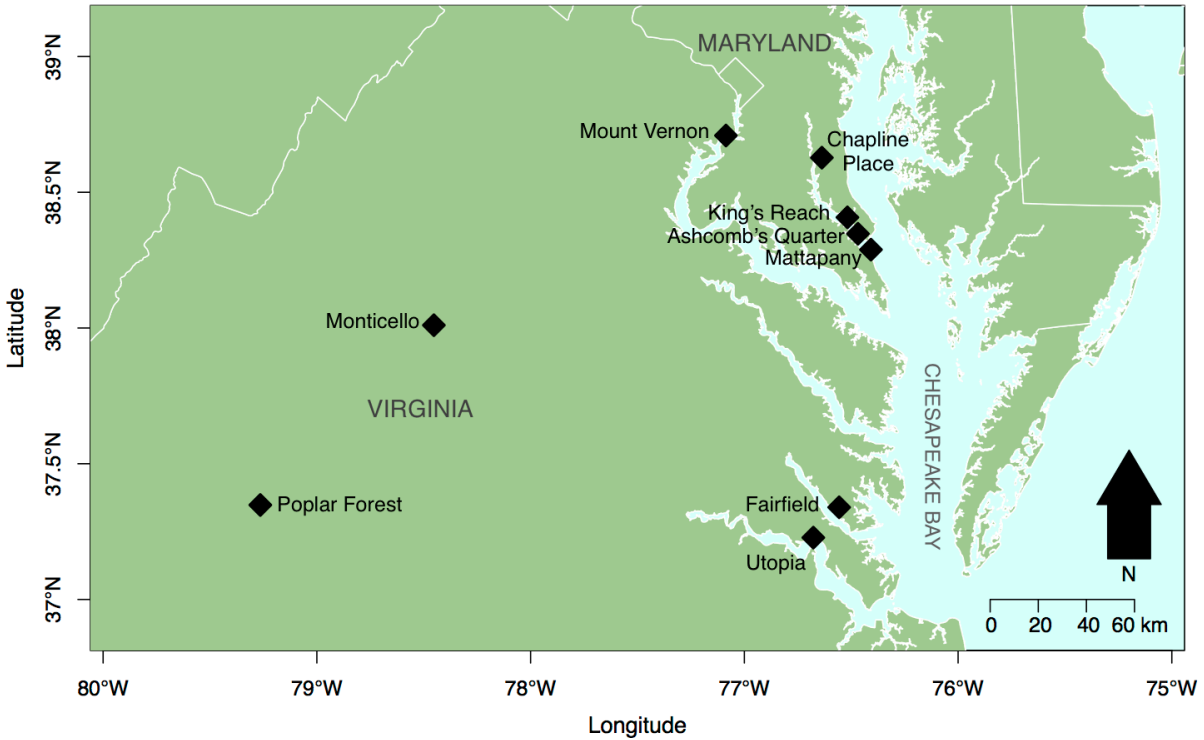 39°N
38.5°N
38°N
37.5°N
37°N
Latitude
MARYLAND
Mount Vernon
Chapline
Place
King's Reach
Ashcomb's Quarter
Mattapany
Monticello
VIRGINIA
CHESAPEAKE BAY
Poplar Forest
Fairfield
Utopia
N
0 20 40 60 km
80°W 79°W 78°W 77°W 76°W 75°W
Longitude